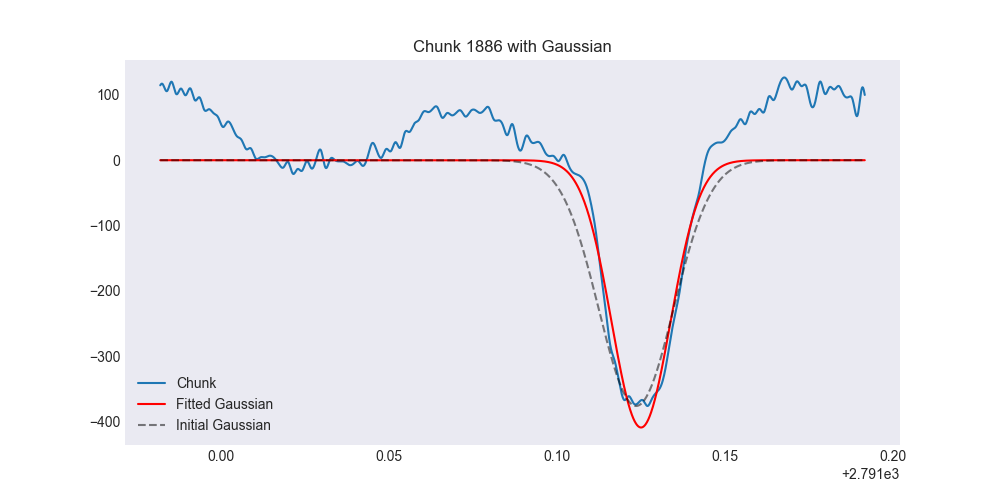 Chunk 1886 with Gaussian
100
0
−100
−200
−300
−400
Chunk
Fitted Gaussian
Initial Gaussian
0.00 0.05 0.10 0.15 0.20
+2.791e3